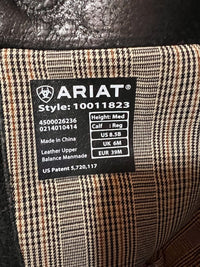 ARIAT
Style: 10011823
4500026236
0214010414
Made in China
Leather Upper
Balance Manmade
Height: Med
Calf : Reg
US 8.5B
UK 6M
EUR 39M
US Patent 5,720,117